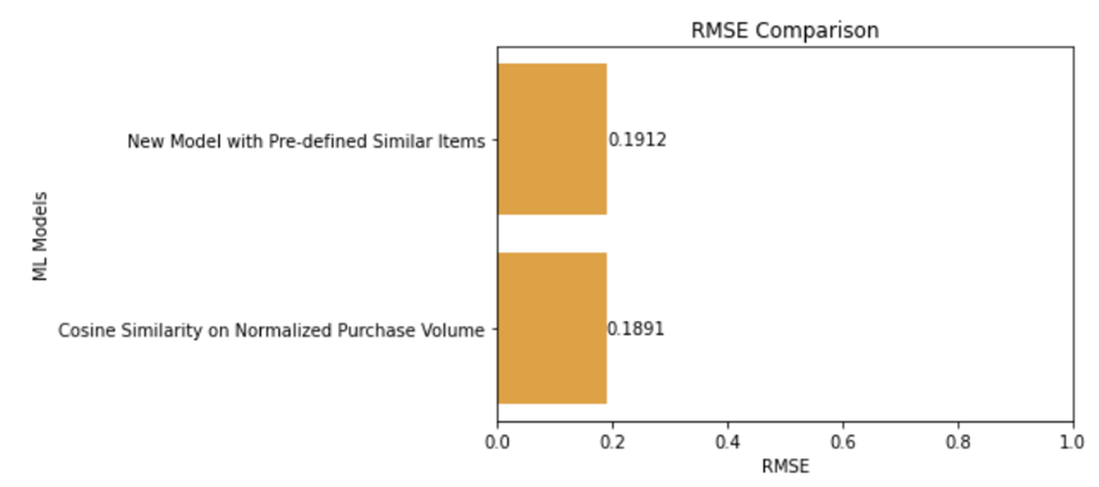 RMSE Comparison
New Model with Pre-defined Similar Items
0.1912
ML Models
Cosine Similarity on Normalized Purchase Volume
0.1891
0.0 0.2 0.4 0.6 0.8 1.0
RMSE